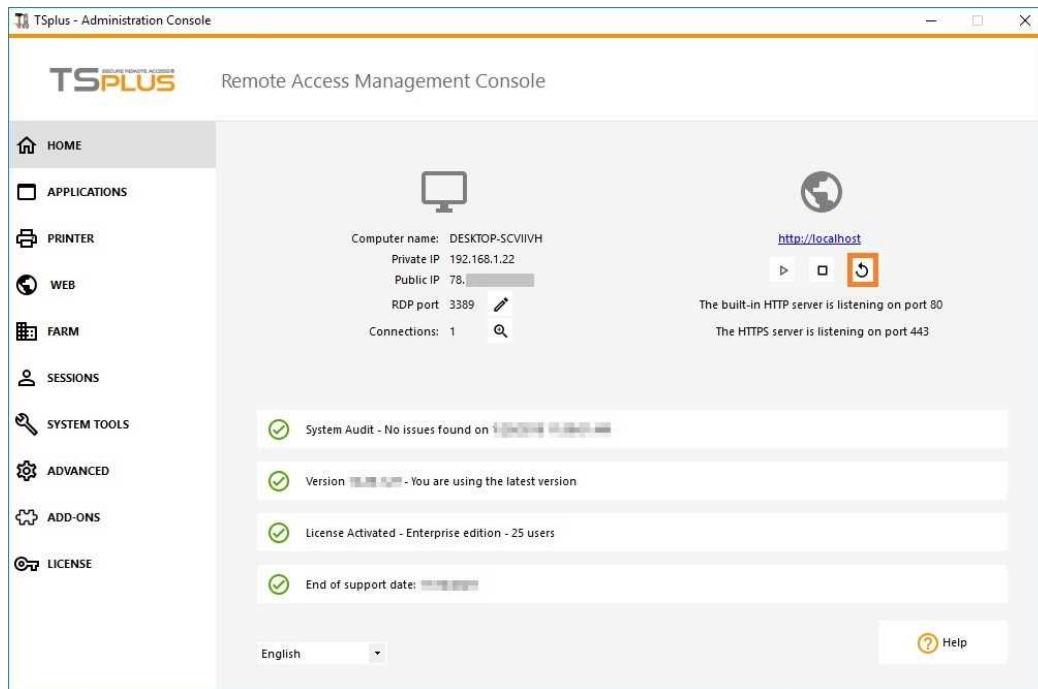 TSplus - Administration Console
TSPLUS
SECURE REMOTE ACCESS
Remote Access Management Console
HOME
APPLICATIONS
PRINTER
WEB
FARM
SESSIONS
SYSTEM TOOLS
ADVANCED
ADD-ONS
LICENSE
Computer name: DESKTOP-SCVIIVH
Private IP 192.168.1.22
Public IP 78.
RDP port 3389
Connections: 1
http://localhost
The built-in HTTP server is listening on port 80
The HTTPS server is listening on port 443
System Audit - No issues found on
Version - You are using the latest version
License Activated - Enterprise edition - 25 users
End of support date:
English
Help